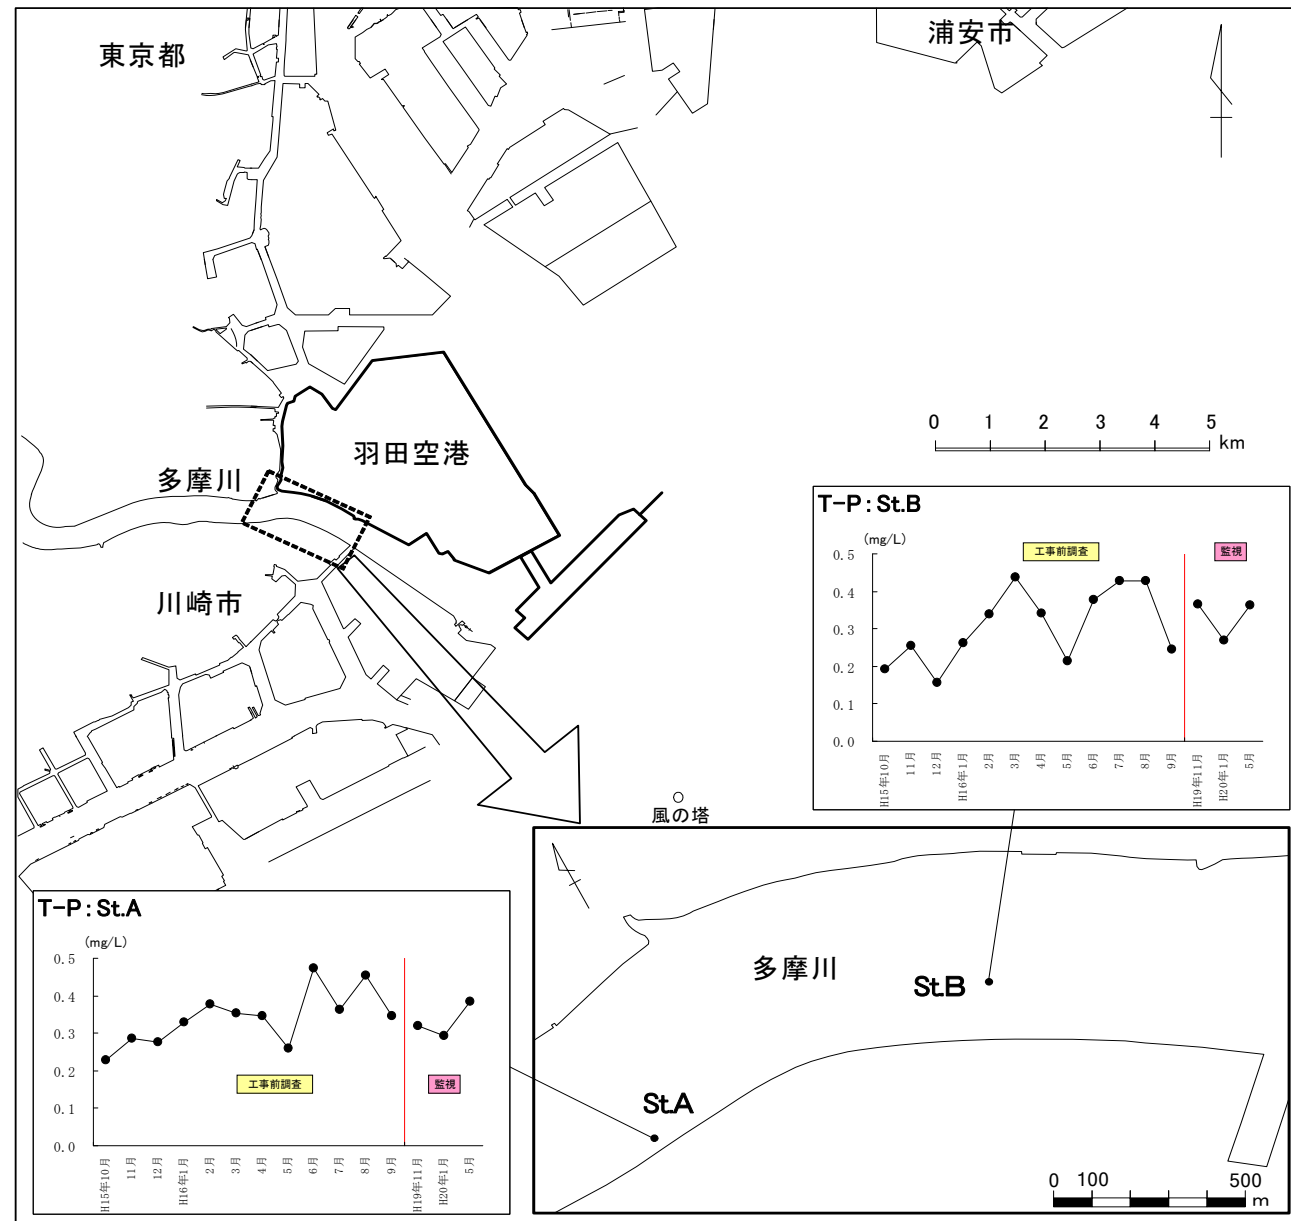 東京都
浦安市
0 1 2 3 4 5
km
羽田空港
多摩川
川崎市
風の塔
T-P:St.B
(mg/L)
工事前調査
監視
0.5
0.4
0.3
0.2
0.1
0.0
H15年10月
11月
12月
H16年1月
2月
3月
4月
5月
6月
7月
8月
9月
H19年11月
H20年1月
5月
T-P:St.A
(mg/L)
0.5
0.4
0.3
0.2
0.1
0.0
工事前調査
監視
H15年10月
11月
12月
H16年1月
2月
3月
4月
5月
6月
7月
8月
9月
H19年11月
H20年1月
5月
多摩川
St.B
St.A
0 100 500
m